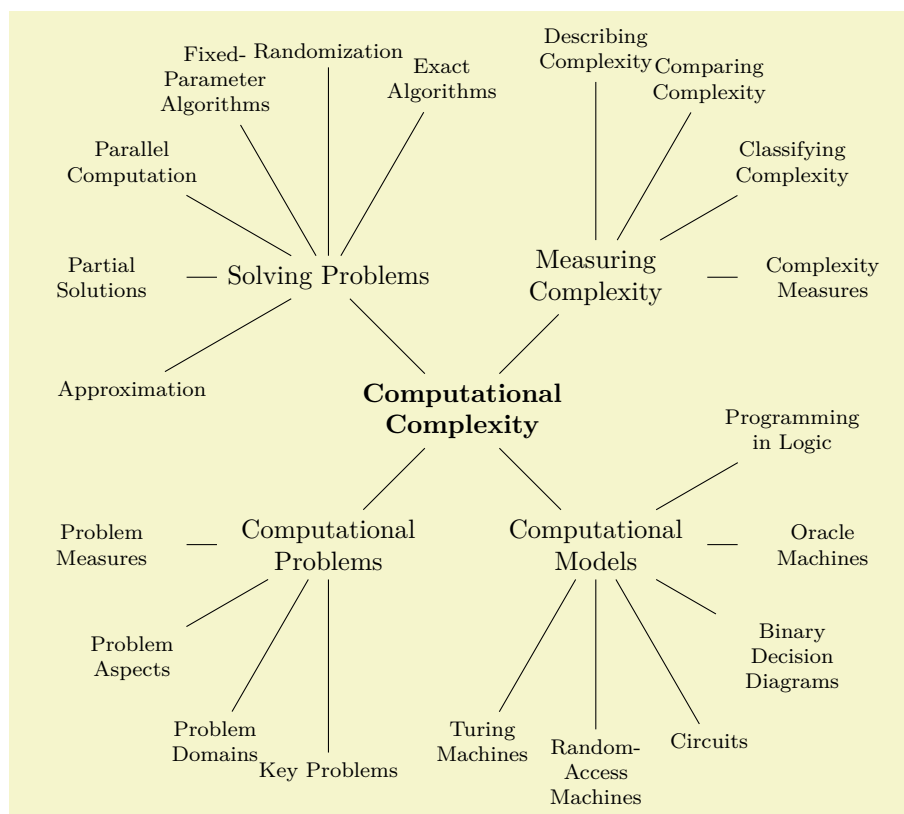 Describing
Complexity
Fixed-
Parameter
Algorithms
Randomization
Exact
Algorithms
Comparing
Complexity
Parallel
Computation
Classifying
Complexity
Partial
Solutions
Solving Problems
Measuring
Complexity
Complexity
Measures
Approximation
Computational
Complexity
Programming
in Logic
Problem
Measures
Computational
Problems
Computational
Models
Oracle
Machines
Problem
Aspects
Binary
Decision
Diagrams
Problem
Domains
Key Problems
Turing
Machines
Random-
Access
Machines
Circuits